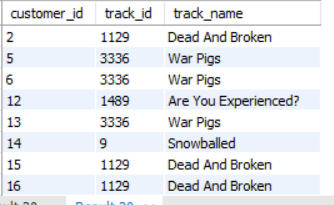 customer_id track_id track_name
2 1129 Dead And Broken
5 3336 War Pigs
6 3336 War Pigs
12 1489 Are You Experienced?
13 3336 War Pigs
14 9 Snowballed
15 1129 Dead And Broken
16 1129 Dead And Broken